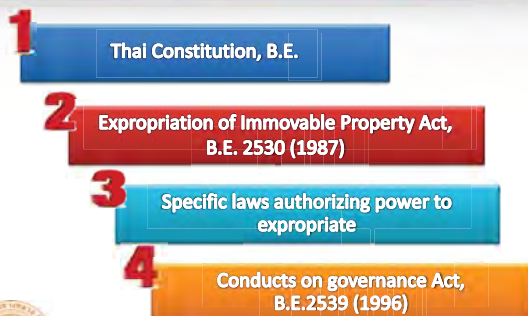 1
Thai Constitution, B.E.
2
Expropriation of Immovable Property Act,
B.E. 2530 (1987)
3
Specific laws authorizing power to
expropriate
4
Conducts on governance Act,
B.E.2539 (1996)